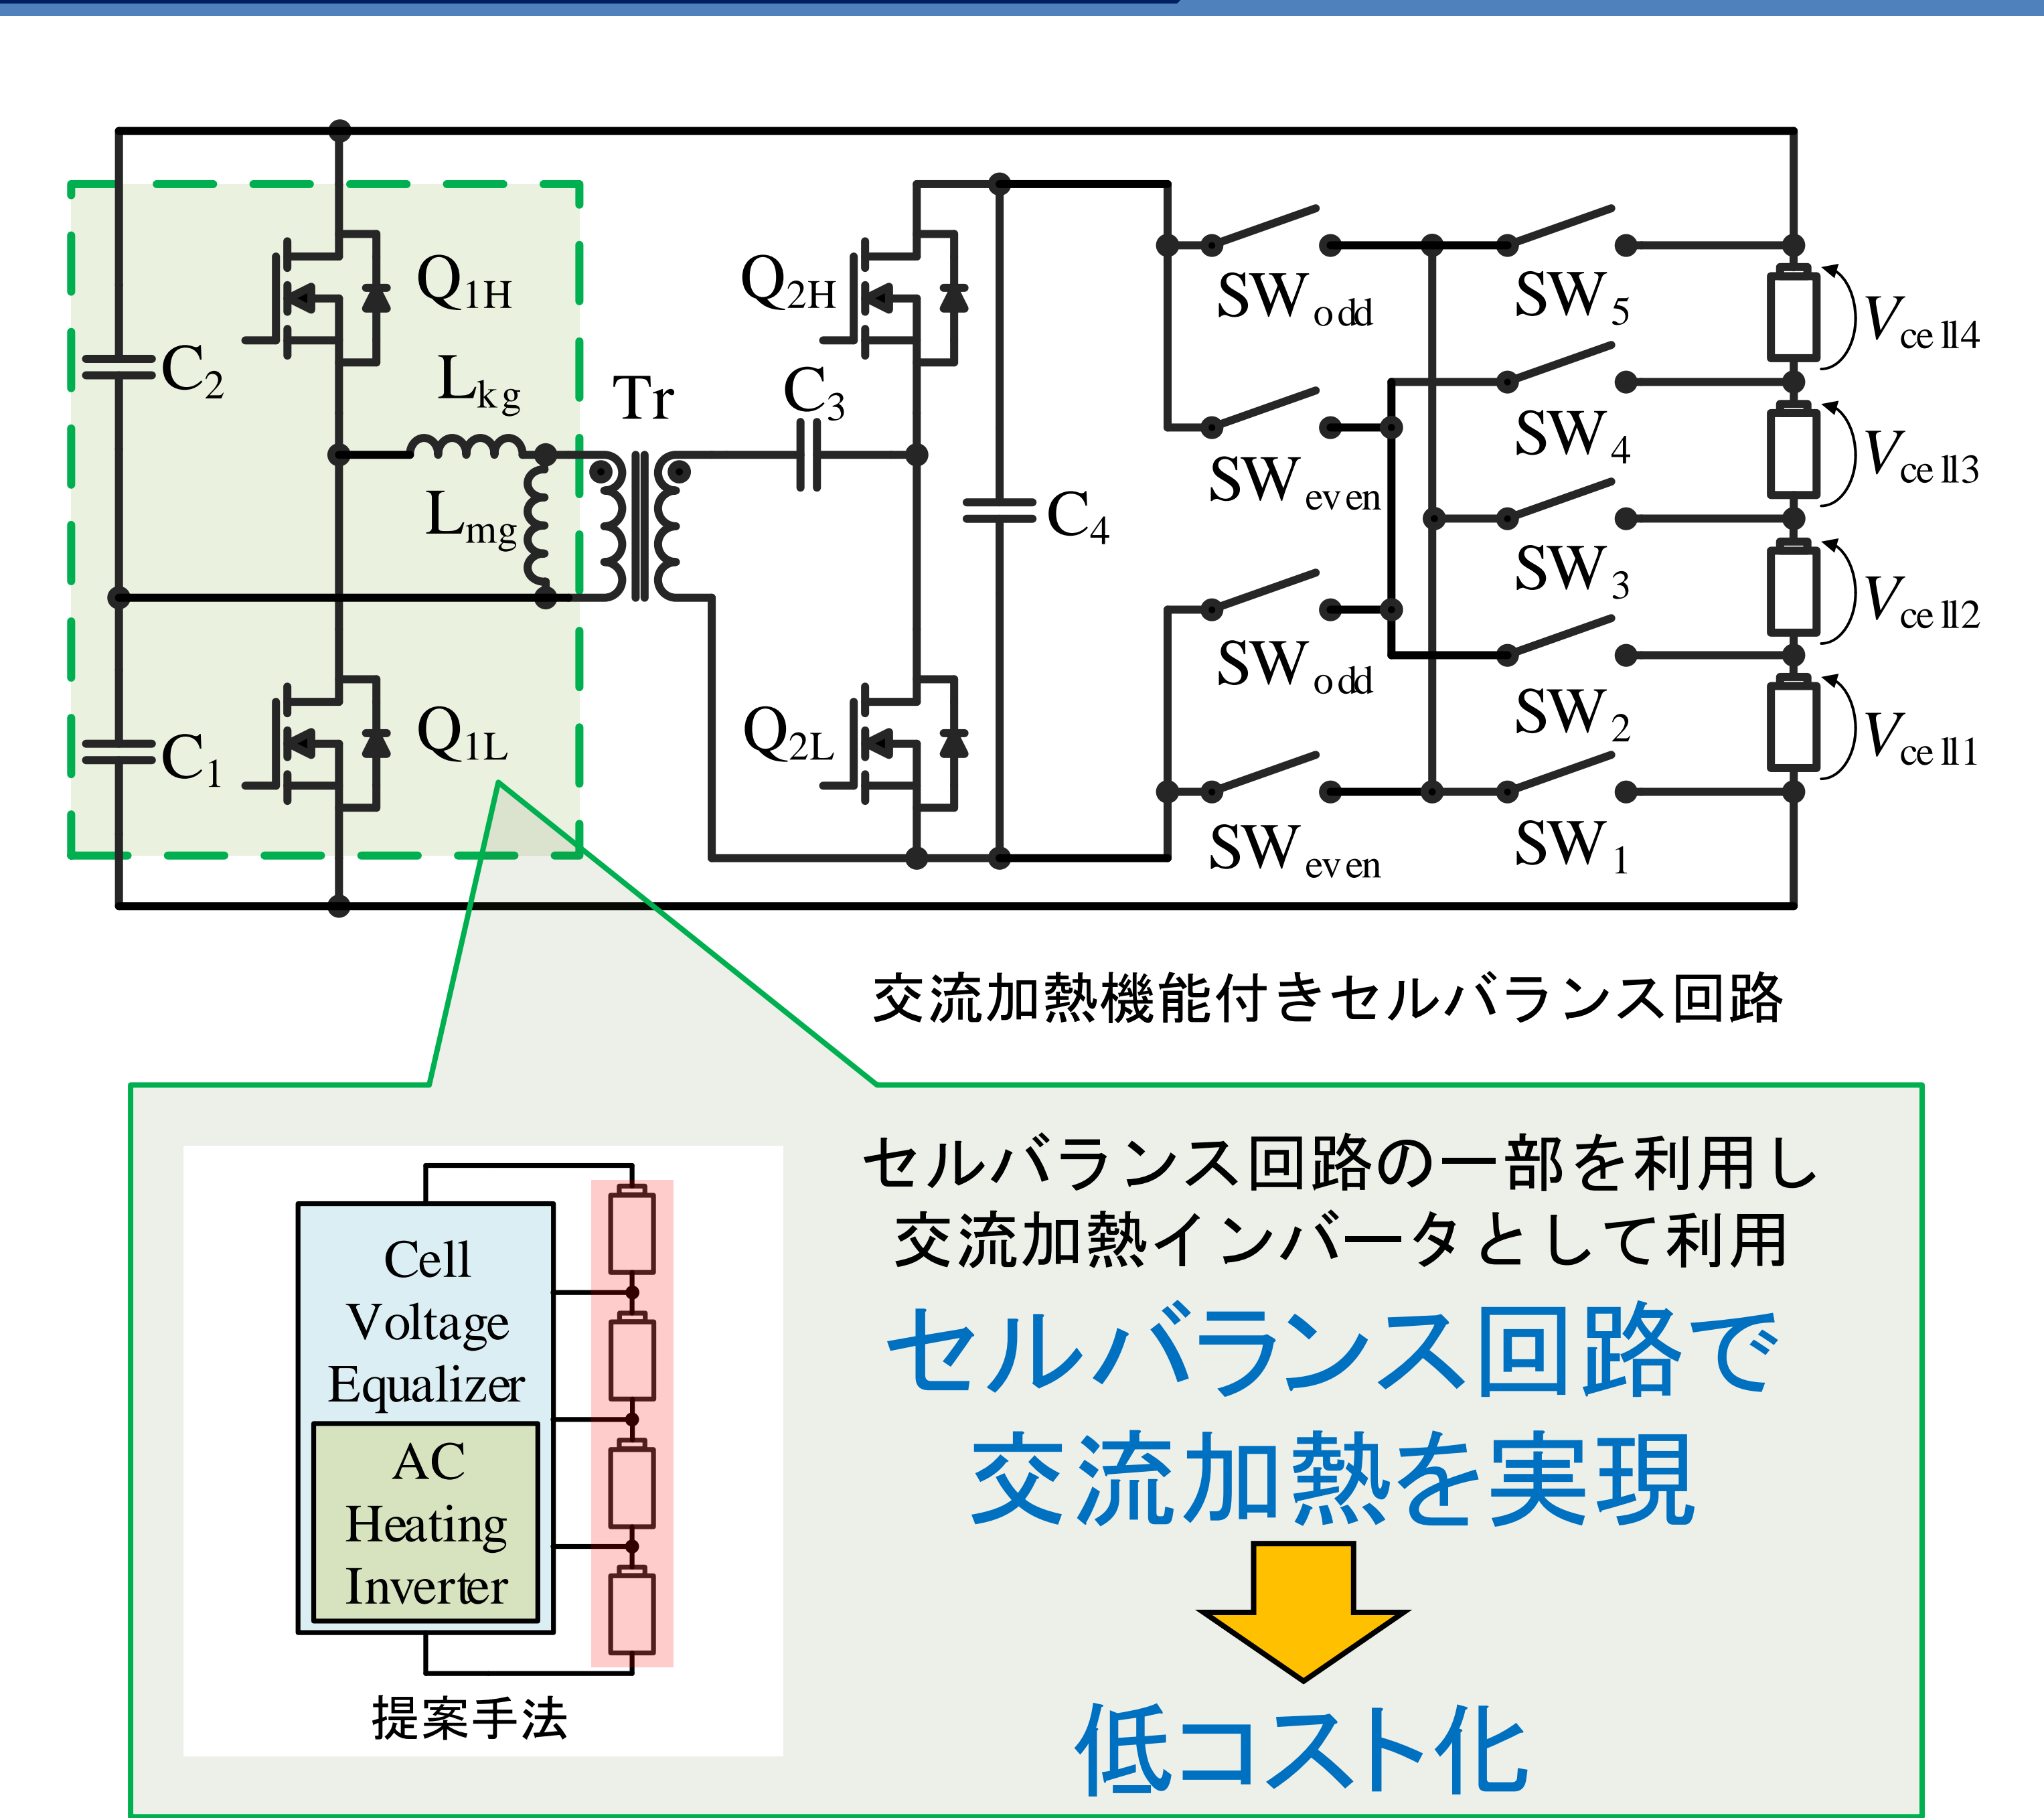 Q1H
Q2H
SWodd
SW5
Vcell4
C2
Lkg
Tr
C3
SWeven
SW4
Vcell3
Lmg
C4
SW3
Vcell2
SWodd
SW2
Vcell1
C1
Q1L
Q2L
SWeven
SW1
交流加熱機能付きセルバランス回路
セルバランス回路の一部を利用し
交流加熱インバータとして利用
セルバランス回路で
交流加熱を実現
低コスト化
Cell
Voltage
Equalizer
AC
Heating
Inverter
提案手法